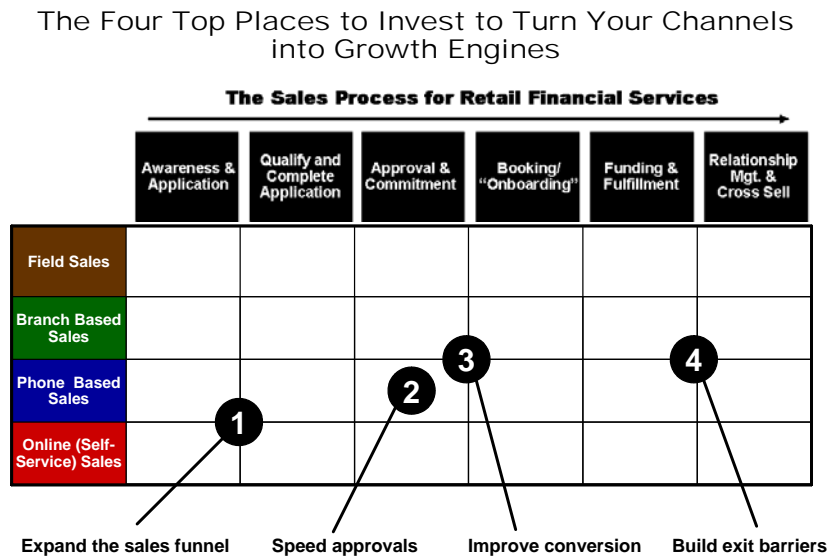 The Four Top Places to Invest to Turn Your Channels
into Growth Engines
The Sales Process for Retail Financial Services
Awareness &
Application
Qualify and
Complete
Application
Approval &
Commitment
Booking/
“Onboarding”
Funding &
Fulfillment
Relationship
Mgt. &
Cross Sell
Field Sales
Branch Based
Sales
Phone Based
Sales
Online (Self-
Service) Sales
1
2
3
4
Expand the sales funnel
Speed approvals
Improve conversion
Build exit barriers